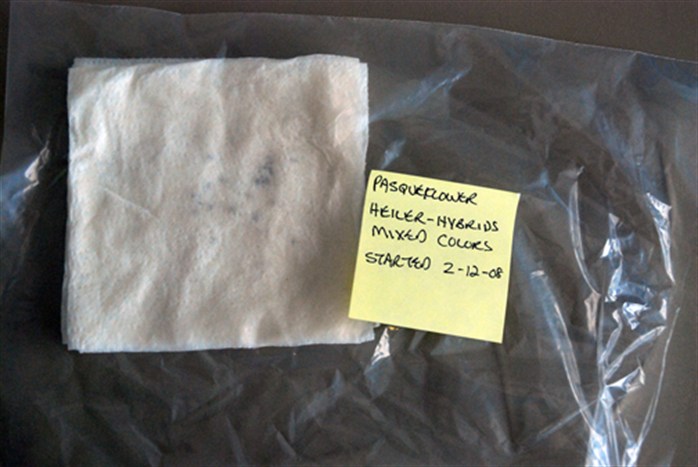 PASQUEFLOWER
HEILER-HYBRIDS
MIXED COLORS
STARTED 2-12-08